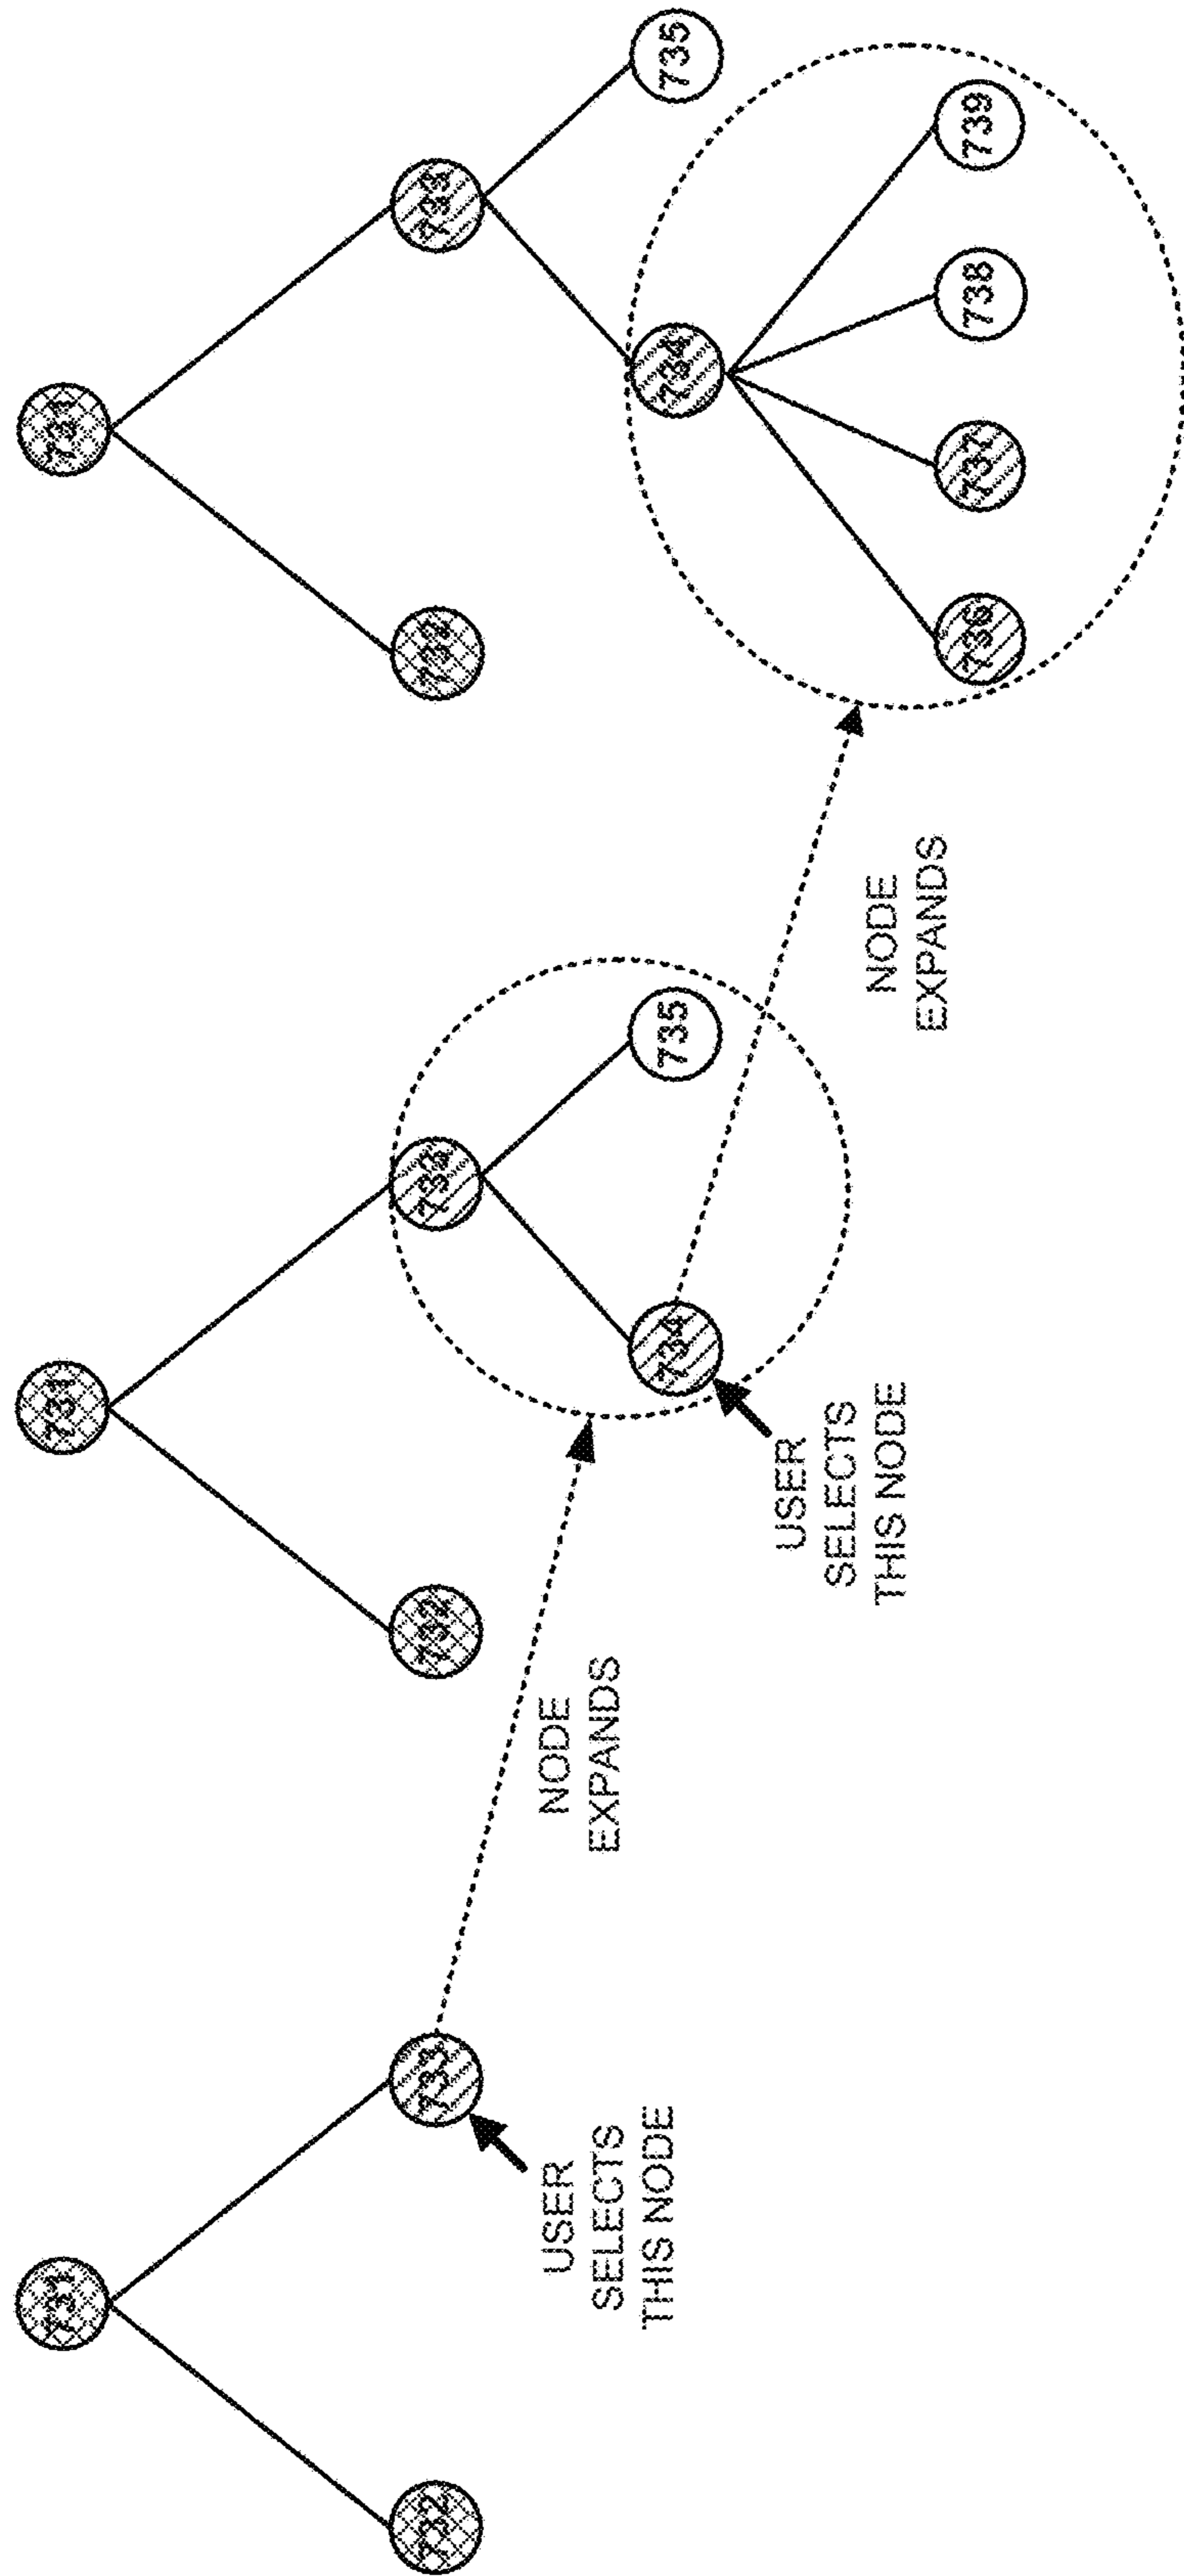 731
732
733
USER
SELECTS
THIS NODE
NODE
EXPANDS
731
732
733
734
735
USER
SELECTS
THIS NODE
NODE
EXPANDS
731
732
733
734
735
736
737
738
739